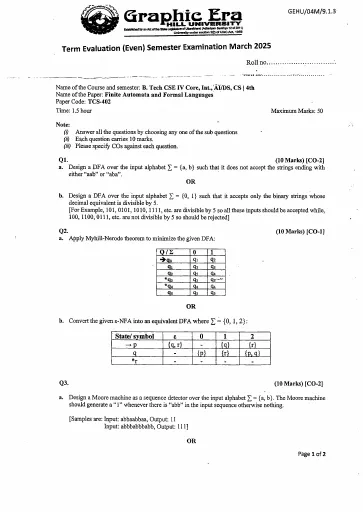 GEHU/04M/9.1.3
Graphic Era
HILL UNIVERSITY
Term Evaluation (Even) Semester Examination March 2025
Roll no
Name of the Course and semester: B. Tech CSE IV Core, Int., AI/DS, CS | 4th
Name of the Paper: Finite Automata and Formal Languages
Paper Code: TCS-402
Time: 1.5 hour Maximum Marks: 50
Note:
(i) Answer all the questions by choosing any one of the sub questions
(ii) Each question carries 10 marks.
(iii) Please specify COs against each question.
Q1. (10 Marks) [CO-2]
a. Design a DFA over the input alphabet ∑ = {a, b} such that it does not accept the strings ending with
either "aab" or "aba".
OR
b. Design a DFA over the input alphabet ∑ = {0, 1} such that it accepts only the binary strings whose
decimal equivalent is divisible by 5.
[For Example, 101, 0101, 1010, 1111, etc. are divisible by 5 so all these inputs should be accepted while,
100, 1100, 0111, etc. are not divisible by 5 so should be rejected]
Q2. (10 Marks) [CO-1]
a. Apply Myhill-Nerode theorem to minimize the given DFA:
Q / Σ 0 1
OR
b. Convert the given ε-NFA into an equivalent DFA where ∑ = {0, 1, 2}:
State/ symbol ε 0 1 2
→ p {q, r} - {q} {r}
q - {p} {r} {p, q}
*r - - - -
Q3. (10 Marks) [CO-2]
a. Design a Moore machine as a sequence detector over the input alphabet ∑ = {a, b}. The Moore machine
should generate a "1" whenever there is "abb" in the input sequence otherwise nothing.
[Samples are: Input: abbaabbaa, Output: 11
Input: abbbabbbabb, Output: 111]
OR
Page 1 of 2